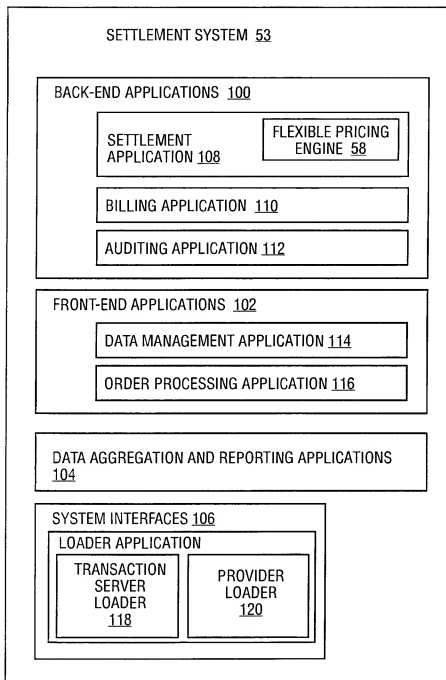 SETTLEMENT SYSTEM 53
BACK-END APPLICATIONS 100
SETTLEMENT
APPLICATION 108
FLEXIBLE PRICING
ENGINE 58
BILLING APPLICATION 110
AUDITING APPLICATION 112
FRONT-END APPLICATIONS 102
DATA MANAGEMENT APPLICATION 114
ORDER PROCESSING APPLICATION 116
DATA AGGREGATION AND REPORTING APPLICATIONS
104
SYSTEM INTERFACES 106
LOADER APPLICATION
TRANSACTION
SERVER
LOADER
118
PROVIDER
LOADER
120